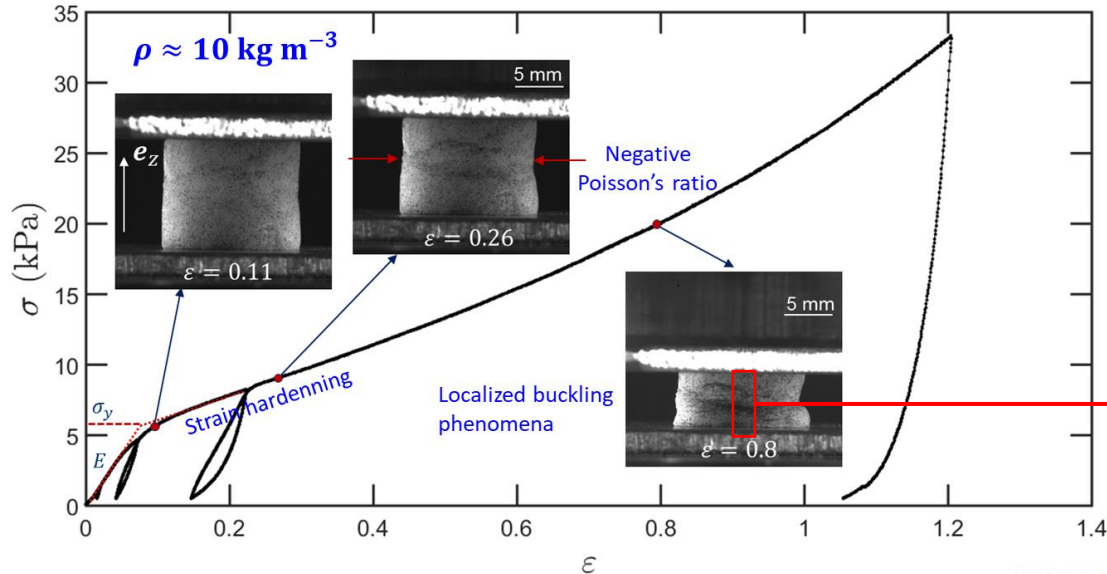 35
30
25
20
15
10
5
0
σ (kPa)
ρ ≈ 10 kg m⁻³
e_z
ε = 0.11
5 mm
ε = 0.26
Negative
Poisson's ratio
σ_y
E
Strain hardenning
Localized buckling
phenomena
5 mm
ε = 0.8
0 0.2 0.4 0.6 0.8 1 1.2 1.4
ε